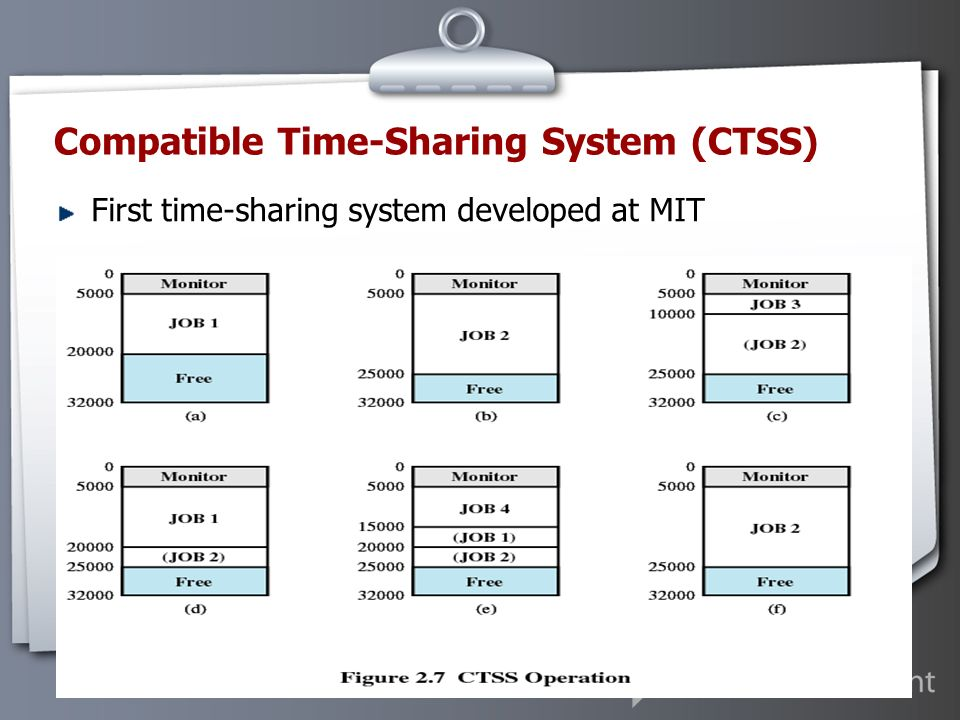 Compatible Time-Sharing System (CTSS)
First time-sharing system developed at MIT
0
5000
20000
32000
Monitor
JOB 1
Free
(a)
0
5000
25000
32000
Monitor
JOB 2
Free
(b)
0
5000
10000
25000
32000
Monitor
JOB 3
(JOB 2)
Free
(c)
0
5000
20000
25000
32000
Monitor
JOB 1
(JOB 2)
Free
(d)
0
5000
15000
20000
25000
32000
Monitor
JOB 4
(JOB 1)
(JOB 2)
Free
(e)
0
5000
25000
32000
Monitor
JOB 2
Free
(f)
Figure 2.7 CTSS Operation